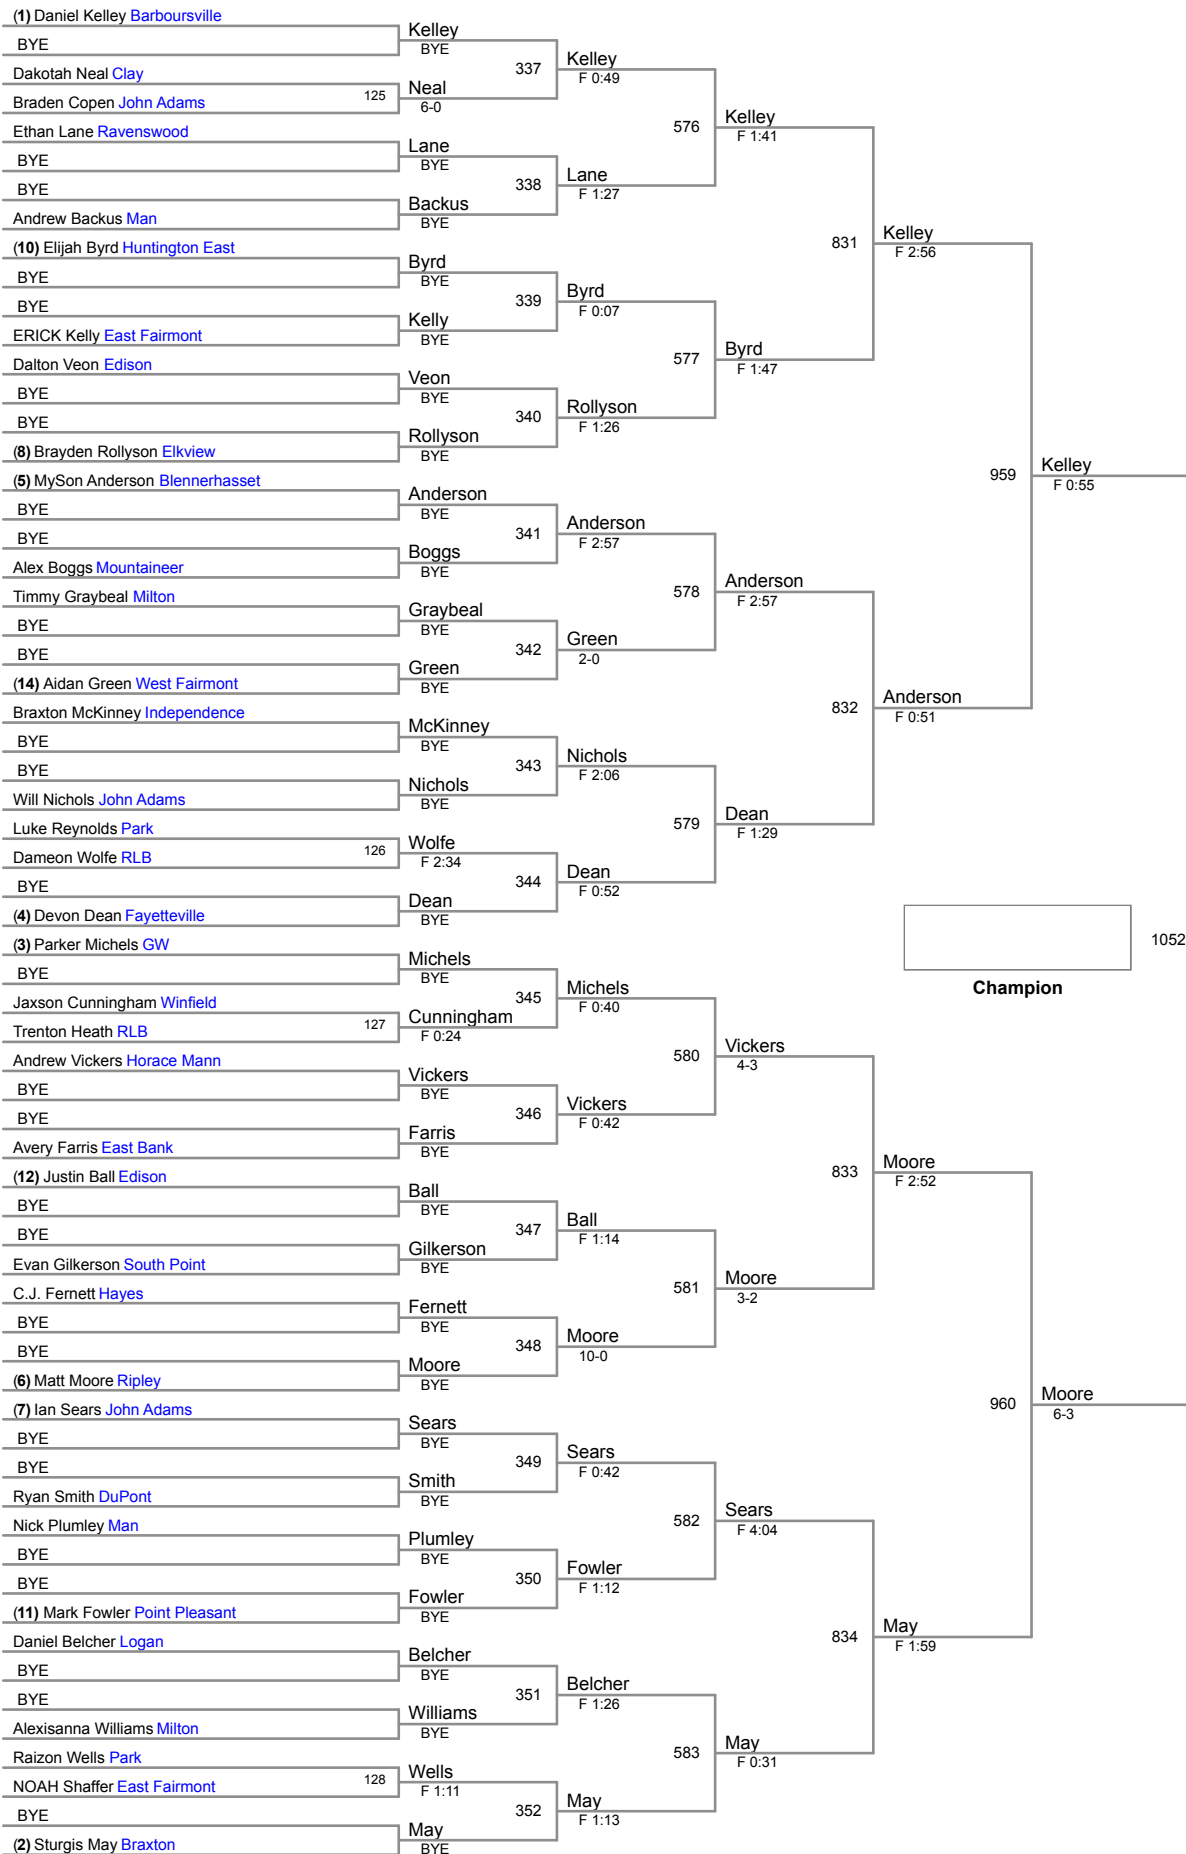 (1) Daniel Kelley Barboursville
BYE
Dakotah Neal Clay
Braden Copen John Adams
Ethan Lane Ravenswood
BYE
BYE
Andrew Backus Man
(10) Elijah Byrd Huntington East
BYE
BYE
ERICK Kelly East Fairmont
Dalton Veon Edison
BYE
BYE
(8) Brayden Rollyson Elkview
(5) MySon Anderson Blennerhasset
BYE
BYE
Alex Boggs Mountaineer
Timmy Graybeal Milton
BYE
BYE
(14) Aidan Green West Fairmont
Braxton McKinney Independence
BYE
BYE
Will Nichols John Adams
Luke Reynolds Park
Dameon Wolfe RLB
BYE
(4) Devon Dean Fayetteville
(3) Parker Michels GW
BYE
Jaxson Cunningham Winfield
Trenton Heath RLB
Andrew Vickers Horace Mann
BYE
BYE
Avery Farris East Bank
(12) Justin Ball Edison
BYE
BYE
Evan Gilkerson South Point
C.J. Fernett Hayes
BYE
BYE
(6) Matt Moore Ripley
(7) Ian Sears John Adams
BYE
BYE
Ryan Smith DuPont
Nick Plumley Man
BYE
BYE
(11) Mark Fowler Point Pleasant
Daniel Belcher Logan
BYE
BYE
Alexisanna Williams Milton
Raizon Wells Park
NOAH Shaffer East Fairmont
BYE
(2) Sturgis May Braxton
125
126
127
128
Kelley
BYE
Neal
6-0
Lane
BYE
Backus
BYE
Byrd
BYE
Kelly
BYE
Veon
BYE
Rollyson
BYE
Anderson
BYE
Boggs
BYE
Graybeal
BYE
Green
BYE
McKinney
BYE
Nichols
BYE
Wolfe
F 2:34
Dean
BYE
Michels
BYE
Cunningham
F 0:24
Vickers
BYE
Farris
BYE
Ball
BYE
Gilkerson
BYE
Fernett
BYE
Moore
BYE
Sears
BYE
Smith
BYE
Plumley
BYE
Fowler
BYE
Belcher
BYE
Williams
BYE
Wells
F 1:11
May
BYE
337
338
339
340
341
342
343
344
345
346
347
348
349
350
351
352
Kelley
F 0:49
Lane
F 1:27
Byrd
F 0:07
Rollyson
F 1:26
Anderson
F 2:57
Green
2-0
Nichols
F 2:06
Dean
F 0:52
Michels
F 0:40
Vickers
F 0:42
Ball
F 1:14
Moore
10-0
Sears
F 0:42
Fowler
F 1:12
Belcher
F 1:26
May
F 1:13
576
577
578
579
580
581
582
583
Kelley
F 1:41
Byrd
F 1:47
Anderson
F 2:57
Dean
F 1:29
Vickers
4-3
Moore
3-2
Sears
F 4:04
May
F 0:31
831
832
833
834
Kelley
F 2:56
Anderson
F 0:51
Moore
F 2:52
May
F 1:59
959
960
Kelley
F 0:55
Moore
6-3
1052
Champion